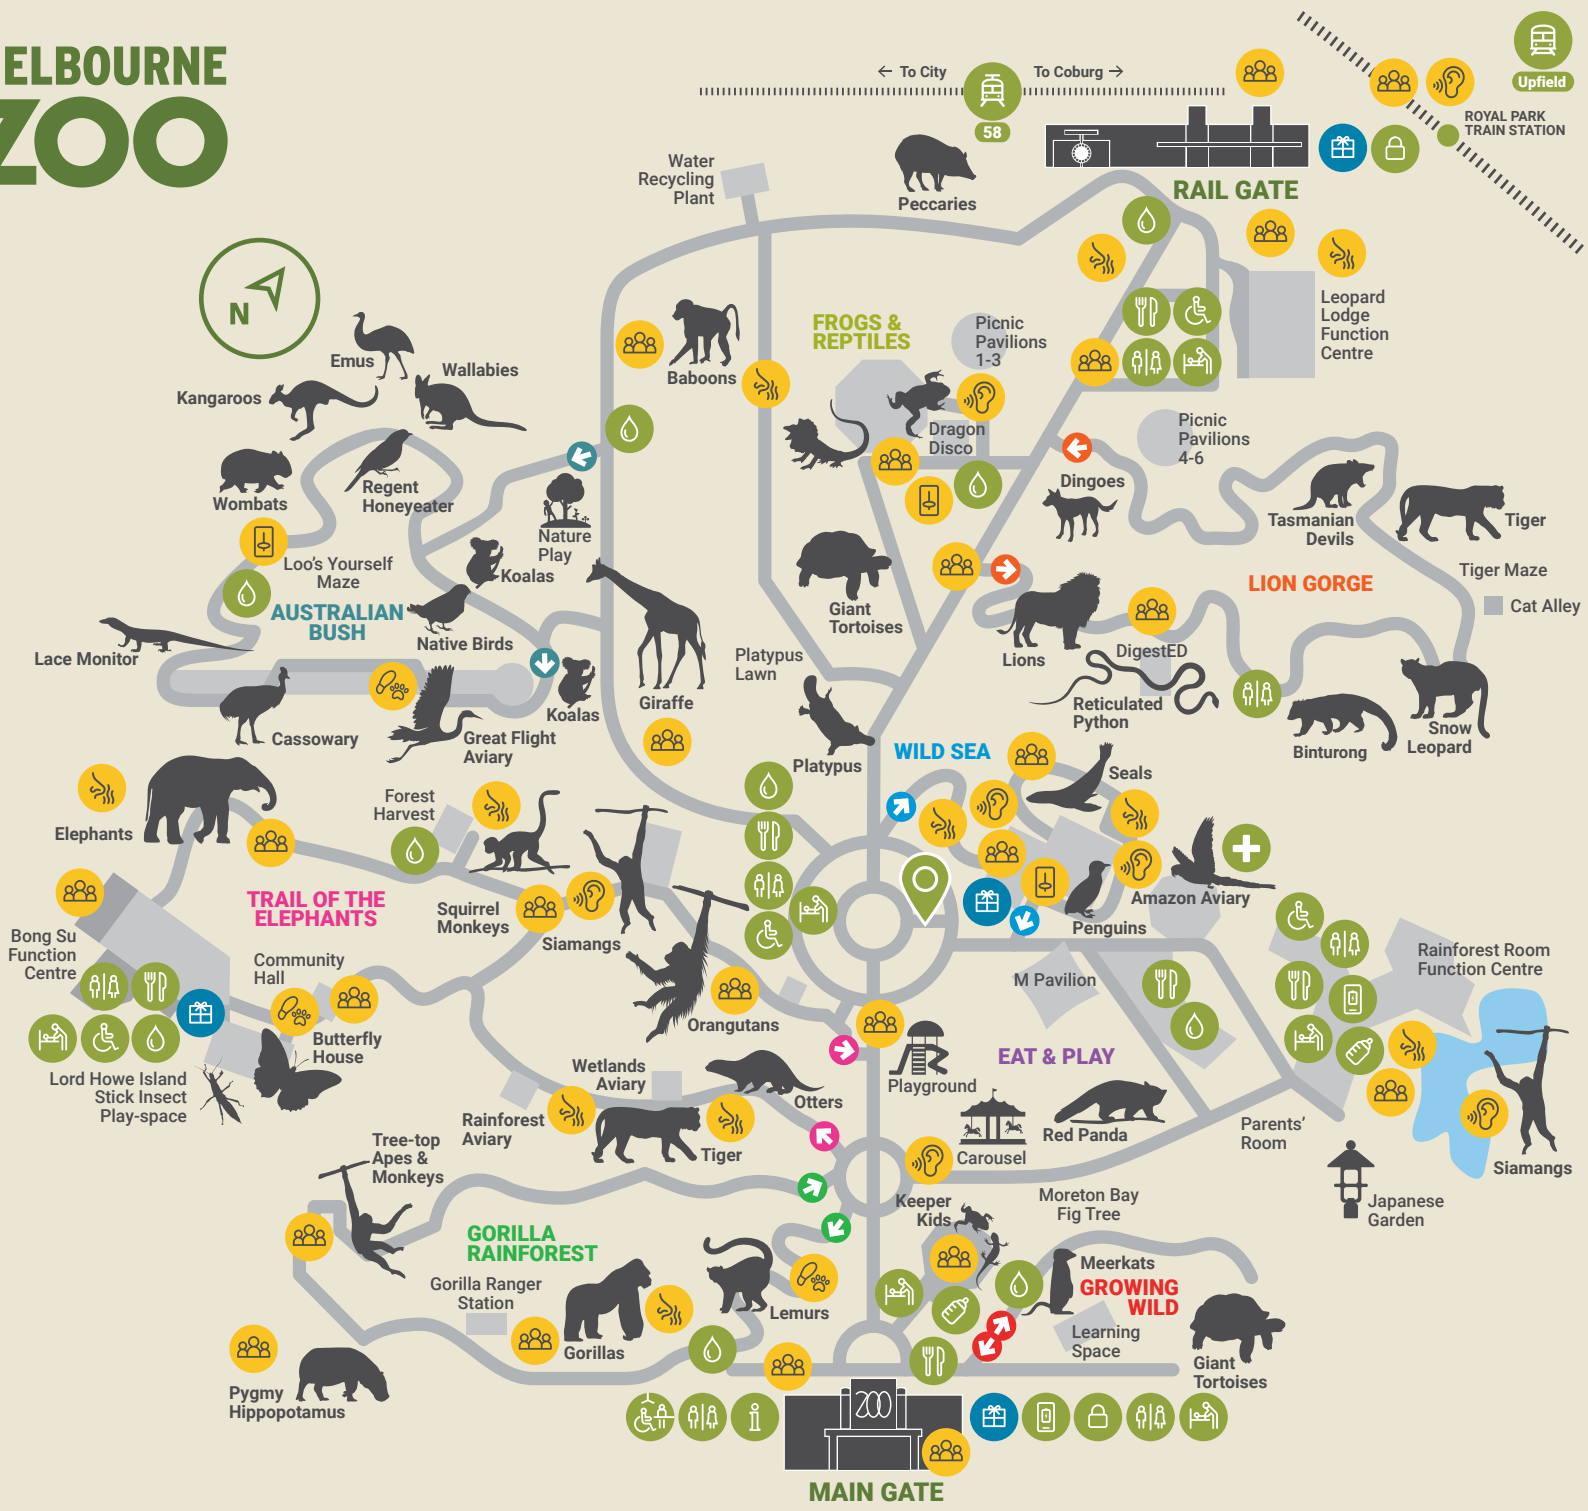 ELBOURNE
ZOO
← To City
To Coburg →
58
Upfield
ROYAL PARK
TRAIN STATION
RAIL GATE
Peccaries
Water
Recycling
Plant
N
Leopard
Lodge
Function
Centre
FROGS &
REPTILES
Picnic
Pavilions
1-3
Baboons
Emus
Wallabies
Kangaroos
Dragon
Disco
Picnic
Pavilions
4-6
Wombats
Regent
Honeyeater
Dingoes
Tasmanian
Devils
Tiger
Nature
Play
Loo's Yourself
Maze
Koalas
AUSTRALIAN
BUSH
Native Birds
Giant
Tortoises
LION GORGE
Tiger Maze
Cat Alley
Lace Monitor
Lions
DigestED
Platypus
Lawn
Reticulated
Python
Cassowary
Great Flight
Aviary
Koalas
Giraffe
Platypus
WILD SEA
Binturong
Snow
Leopard
Seals
Elephants
Forest
Harvest
TRAIL OF THE
ELEPHANTS
Squirrel
Monkeys
Siamangs
Amazon Aviary
Penguins
Bong Su
Function
Centre
Community
Hall
M Pavilion
Rainforest Room
Function Centre
Orangutans
Butterfly
House
Lord Howe Island
Stick Insect
Play-space
Wetlands
Aviary
Otters
Playground
EAT & PLAY
Rainforest
Aviary
Tiger
Carousel
Red Panda
Parents'
Room
Siamangs
Tree-top
Apes &
Monkeys
Keeper
Kids
Moreton Bay
Fig Tree
Japanese
Garden
GORILLA
RAINFOREST
Gorilla Ranger
Station
Lemurs
Meerkats
GROWING
WILD
Learning
Space
Gorillas
Giant
Tortoises
Pygmy
Hippopotamus
ZOO
i
MAIN GATE